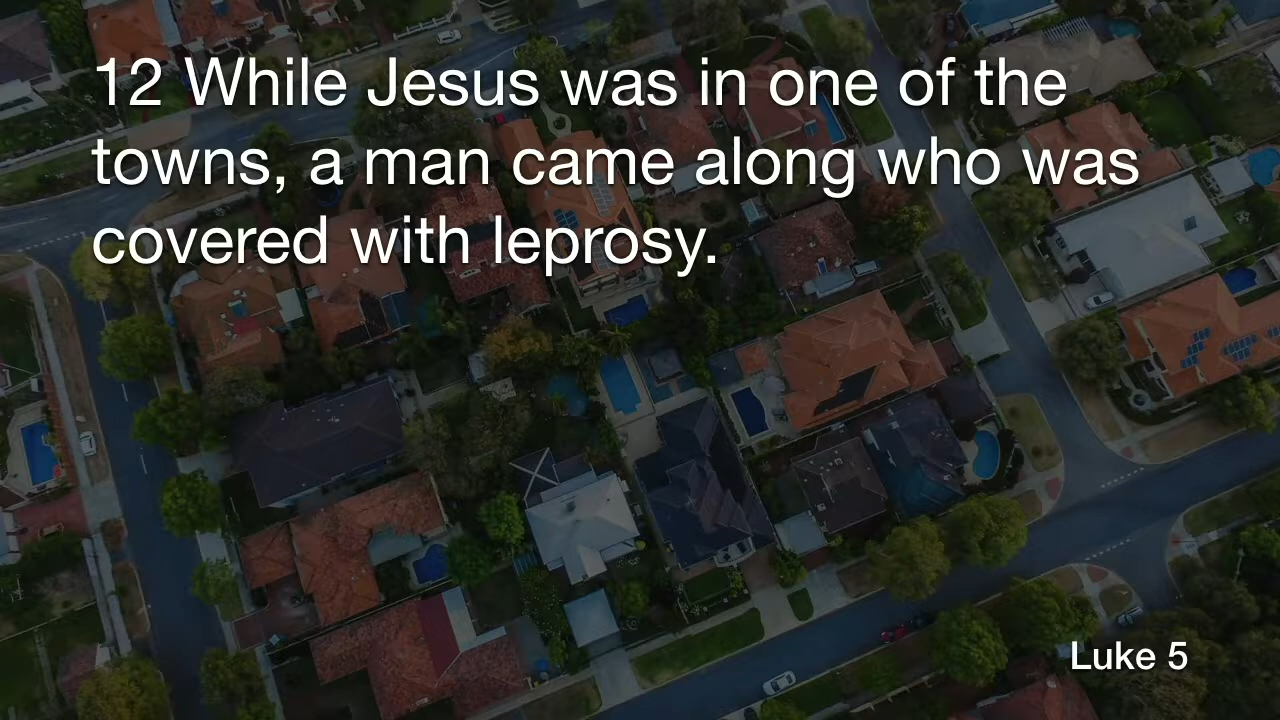 12 While Jesus was in one of the
towns, a man came along who was
covered with leprosy.
Luke 5